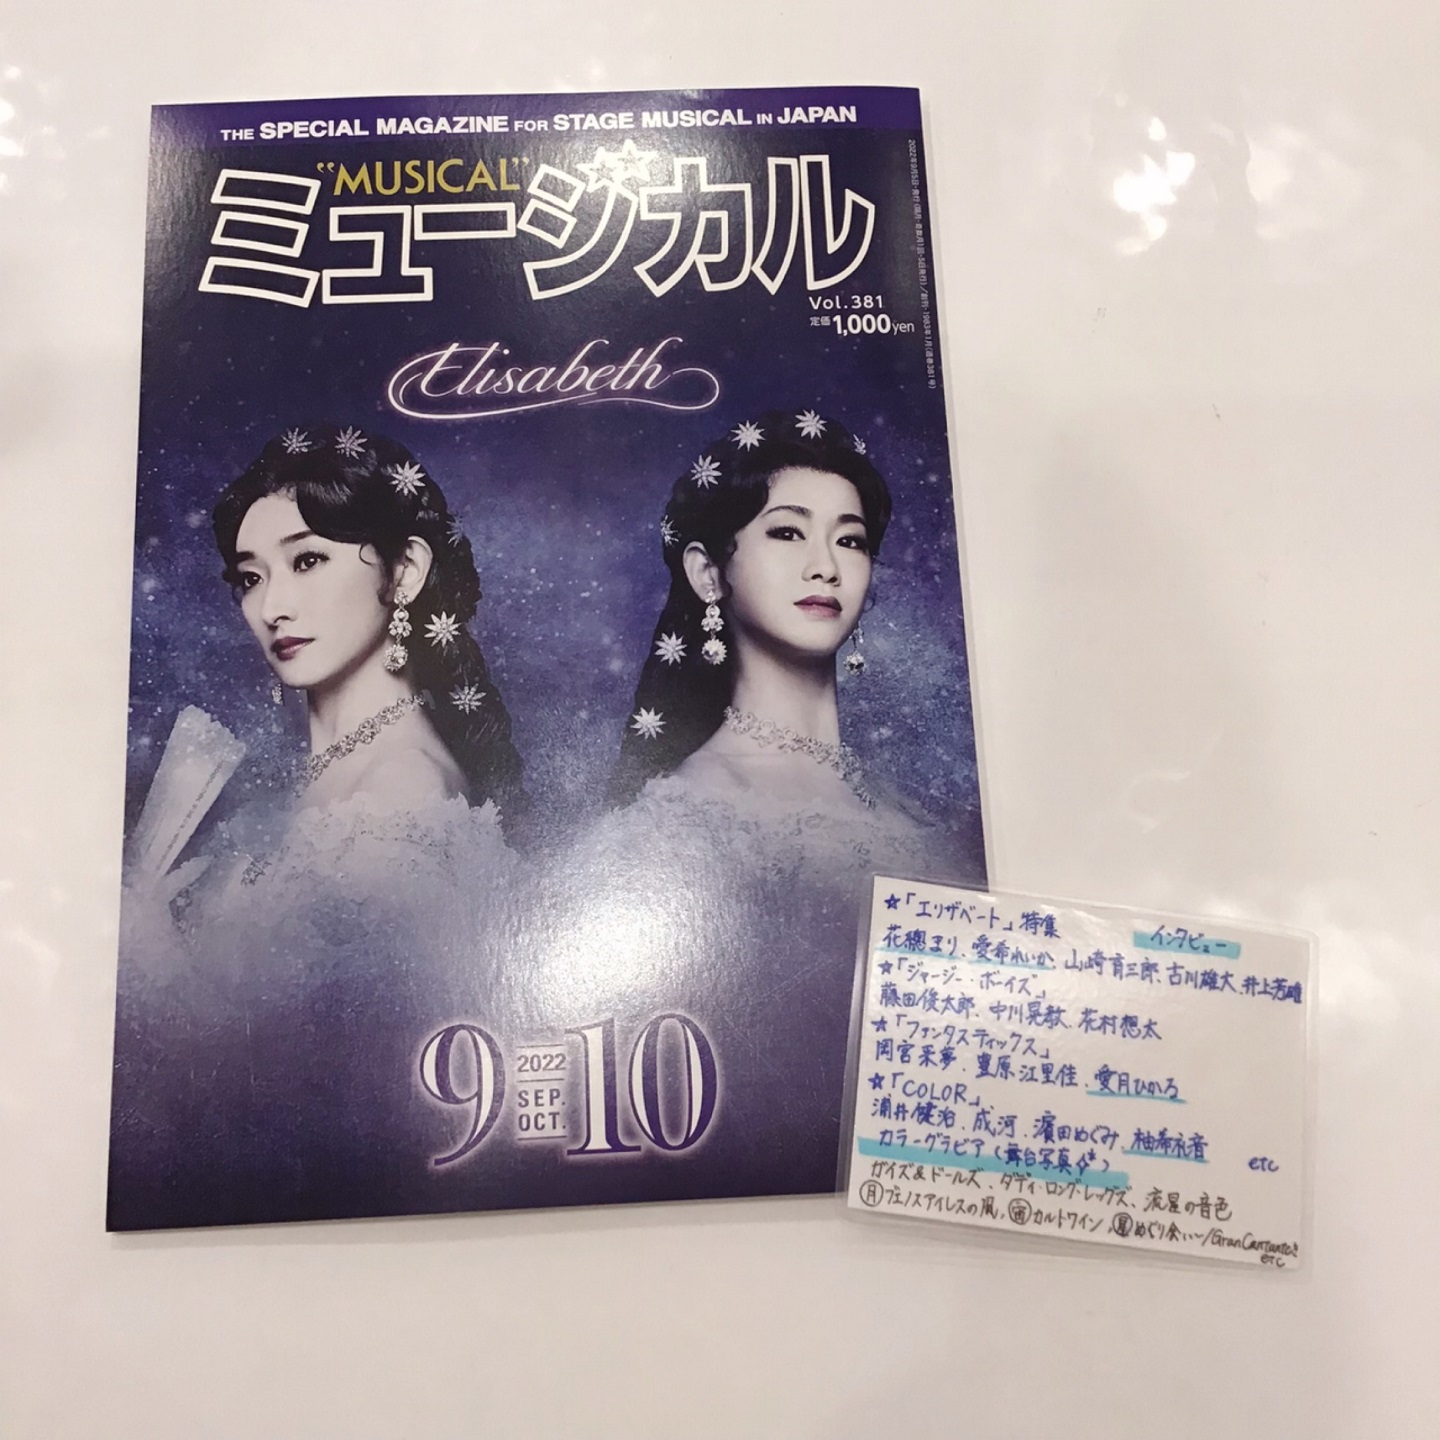 THE SPECIAL MAGAZINE FOR STAGE MUSICAL IN JAPAN
"MUSICAL"
ミュージカル
Vol.381
定価1,000yen
Elisabeth
9 2022 SEP. OCT. 10
☆「エリザベート」特集
インタビュー
花總まり、愛希れいか、山崎育三郎、古川雄大、井上芳雄
☆「ジャージー・ボーイズ」
藤田俊太郎、中川晃教、花村想太
☆「ファンタスティックス」
岡宮来夢、豊原江里佳、愛月ひかる
☆「COLOR」
浦井健治、成河、濱田めぐみ、柚希礼音
etc
カラーグラビア(舞台写真☆*)
ガイズ&ドールズ、ダディ・ロング・レッグズ、流星の音色
月ブエノスアイレスの風、宙カルトワイン、星めぐり会い〜/Gran Cantante!!
etc